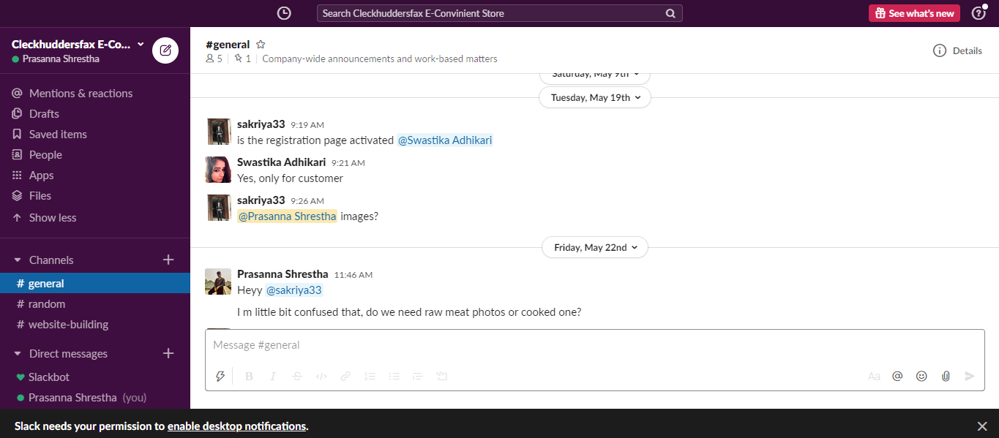 Search Cleckhuddersfax E-Convinient Store
See what's new
Cleckhuddersfax E-Co...
Prasanna Shrestha
Mentions & reactions
Drafts
Saved items
People
Apps
Files
Show less
Channels
# general
# random
# website-building
Direct messages
Slackbot
Prasanna Shrestha (you)
#general
5 | 1 | Company-wide announcements and work-based matters
Details
Saturday, May 9th
Tuesday, May 19th
sakriya33 9:19 AM
is the registration page activated @Swastika Adhikari
Swastika Adhikari 9:21 AM
Yes, only for customer
sakriya33 9:26 AM
@Prasanna Shrestha images?
Friday, May 22nd
Prasanna Shrestha 11:46 AM
Heyy @sakriya33
I m little bit confused that, do we need raw meat photos or cooked one?
Message #general
B I S </> Aa @
Slack needs your permission to enable desktop notifications.